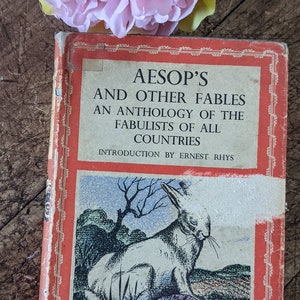 AESOP'S
AND OTHER FABLES
AN ANTHOLOGY OF THE
FABULISTS OF ALL
COUNTRIES
INTRODUCTION BY ERNEST RHYS